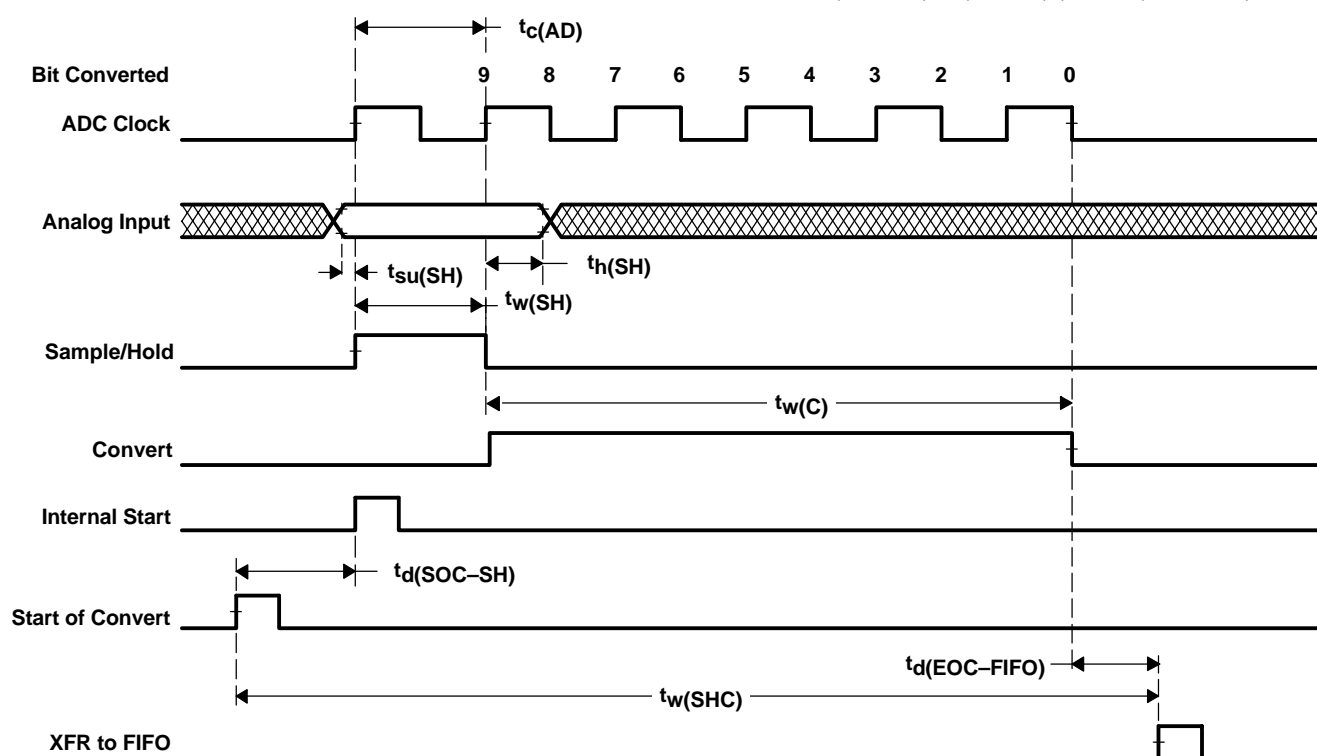 tc(AD)
Bit Converted 9 8 7 6 5 4 3 2 1 0
ADC Clock
Analog Input
tsu(SH) th(SH)
tw(SH)
Sample/Hold
tw(C)
Convert
Internal Start
td(SOC–SH)
Start of Convert
td(EOC–FIFO)
tw(SHC)
XFR to FIFO